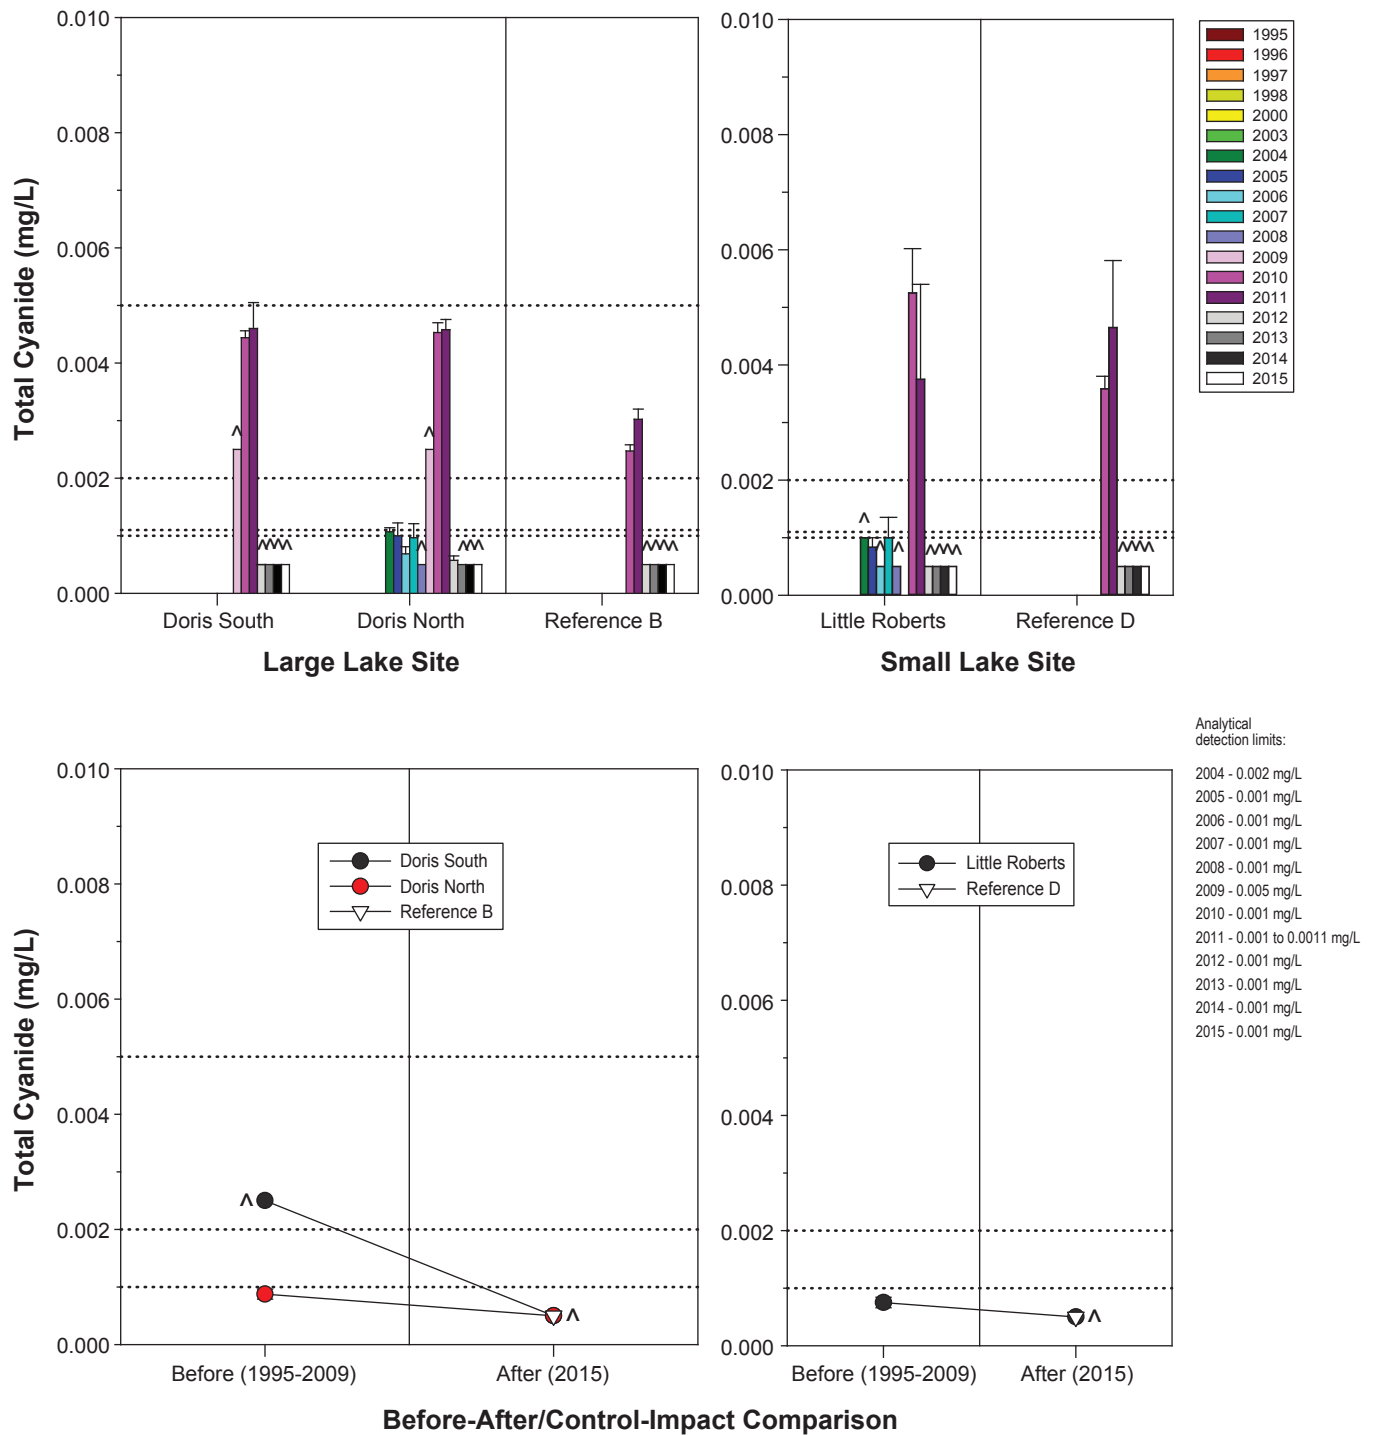 Total Cyanide (mg/L)
0.010
0.008
0.006
0.004
0.002
0.000
^
^^^^
^
^
^^^
^^^^
Doris South
Doris North
Reference B
Large Lake Site
0.010
0.008
0.006
0.004
0.002
0.000
^
^
^
^^^^
^^^^
Little Roberts
Reference D
Small Lake Site
1995
1996
1997
1998
2000
2003
2004
2005
2006
2007
2008
2009
2010
2011
2012
2013
2014
2015
Total Cyanide (mg/L)
0.010
0.008
0.006
0.004
0.002
0.000
Doris South
Doris North
Reference B
^
^
Before (1995-2009)
After (2015)
0.010
0.008
0.006
0.004
0.002
0.000
Little Roberts
Reference D
^
Before (1995-2009)
After (2015)
Before-After/Control-Impact Comparison
Analytical
detection limits:
2004 - 0.002 mg/L
2005 - 0.001 mg/L
2006 - 0.001 mg/L
2007 - 0.001 mg/L
2008 - 0.001 mg/L
2009 - 0.005 mg/L
2010 - 0.001 mg/L
2011 - 0.001 to 0.0011 mg/L
2012 - 0.001 mg/L
2013 - 0.001 mg/L
2014 - 0.001 mg/L
2015 - 0.001 mg/L